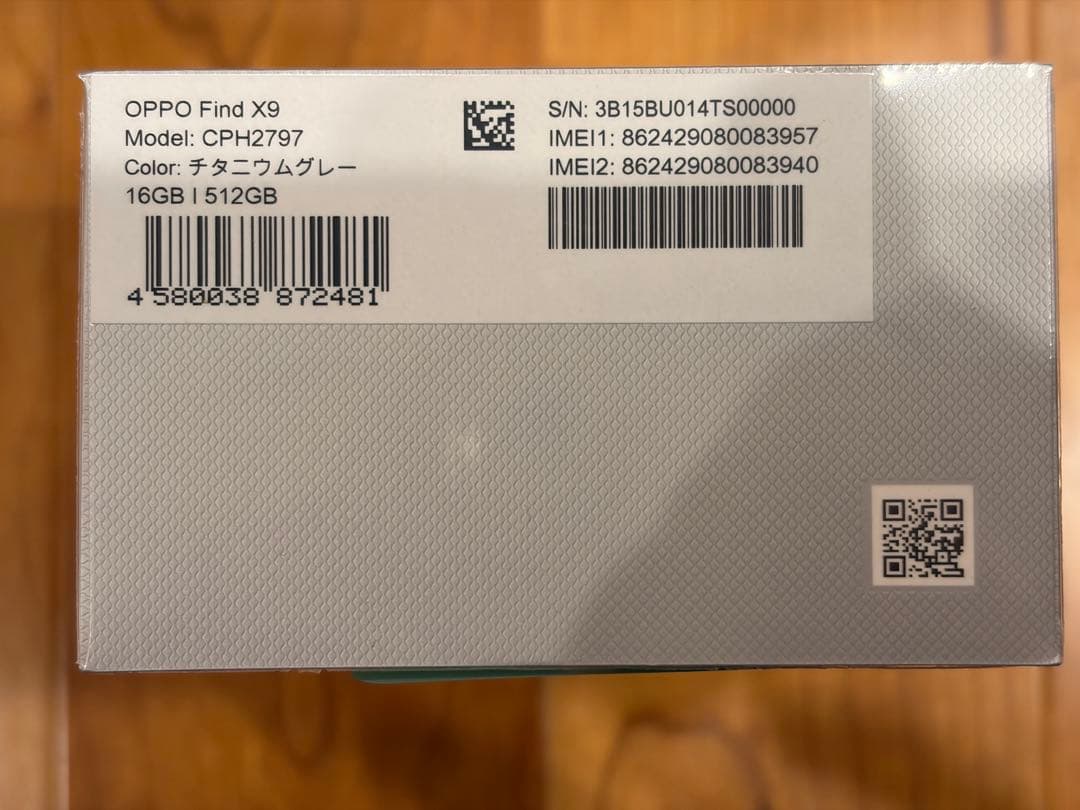 OPPO Find X9
Model: CPH2797
Color: チタニウムグレー
16GB | 512GB
4 580038 872481
S/N: 3B15BU014TS00000
IMEI1: 862429080083957
IMEI2: 862429080083940